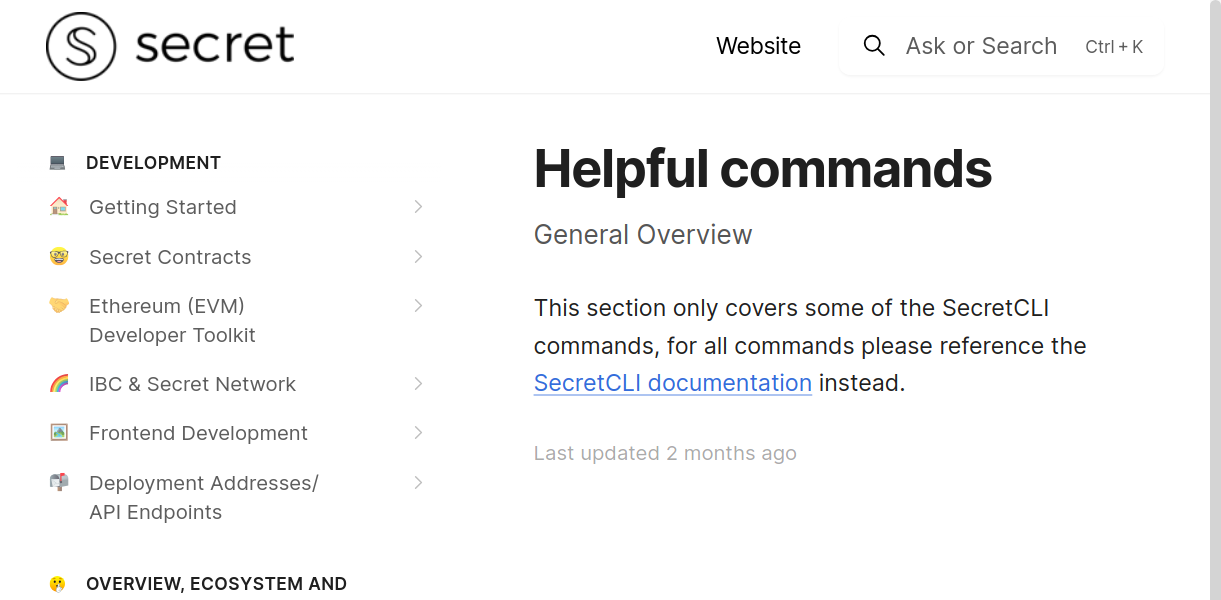 secret
Website
Ask or Search
Ctrl + K
DEVELOPMENT
Getting Started
Secret Contracts
Ethereum (EVM)
Developer Toolkit
IBC & Secret Network
Frontend Development
Deployment Addresses/
API Endpoints
OVERVIEW, ECOSYSTEM AND
Helpful commands
General Overview
This section only covers some of the SecretCLI
commands, for all commands please reference the
SecretCLI documentation instead.
Last updated 2 months ago